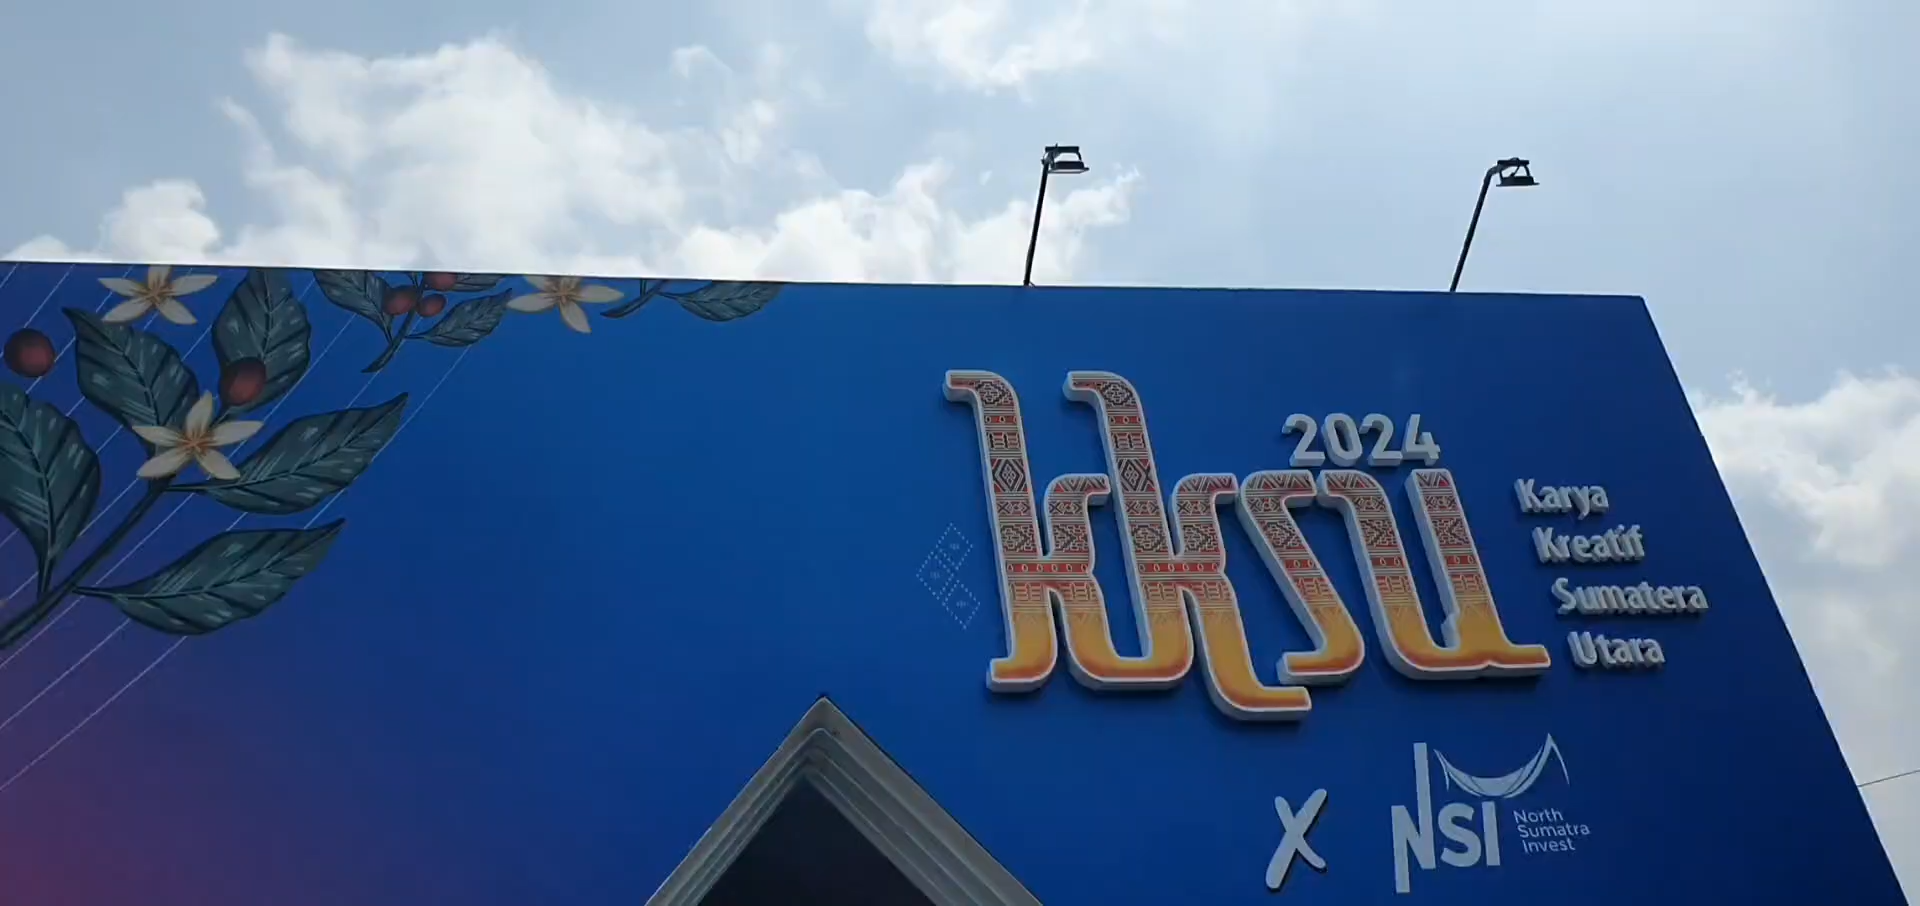 2024
kksu
Karya
Kreatif
Sumatera
Utara
X
NSI
North
Sumatra
Invest